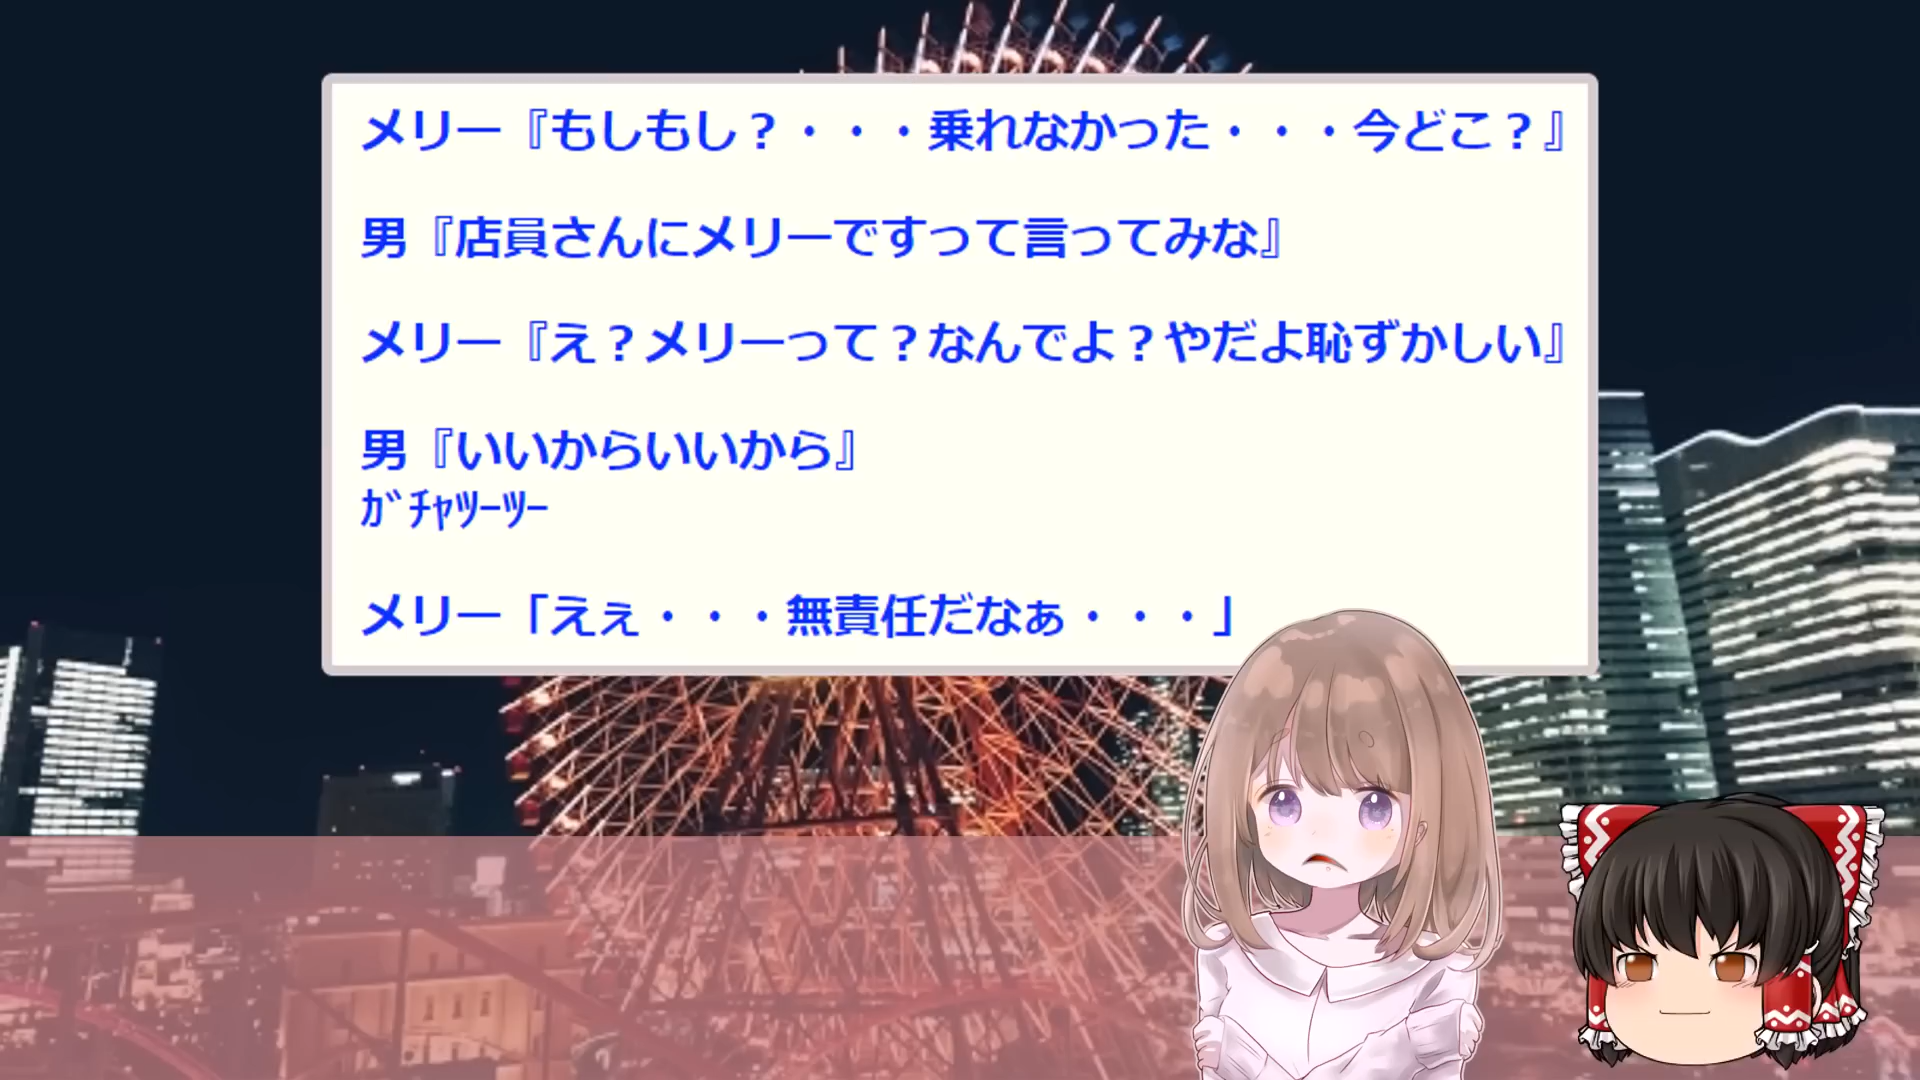 メリー『もしもし？・・・乗れなかった・・・今どこ？』
男『店員さんにメリーですって言ってみな』
メリー『え？メリーって？なんでよ？やだよ恥ずかしい』
男『いいからいいから』
ｶﾞﾁｬﾂｰﾂｰ
メリー「えぇ・・・無責任だなぁ・・・」